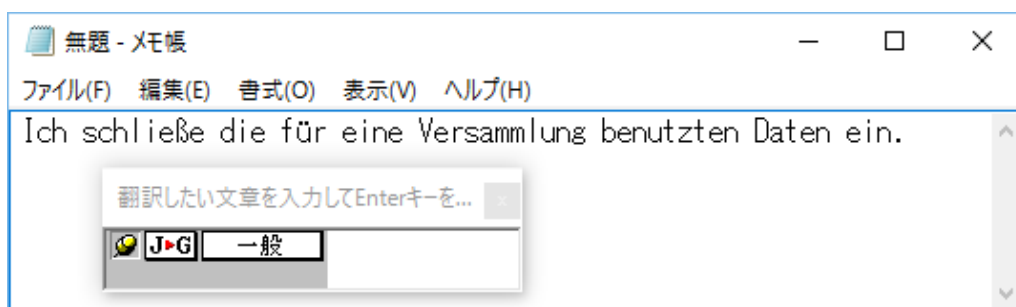 無題 - メモ帳
ファイル(F) 編集(E) 書式(O) 表示(V) ヘルプ(H)
Ich schließe die für eine Versammlung benutzten Daten ein.
翻訳したい文章を入力してEnterキーを...
J▸G 一般